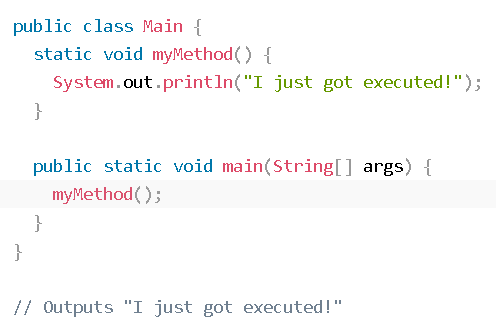 public class Main {
  static void myMethod() {
    System.out.println("I just got executed!");
  }

  public static void main(String[] args) {
    myMethod();
  }
}

// Outputs "I just got executed!"